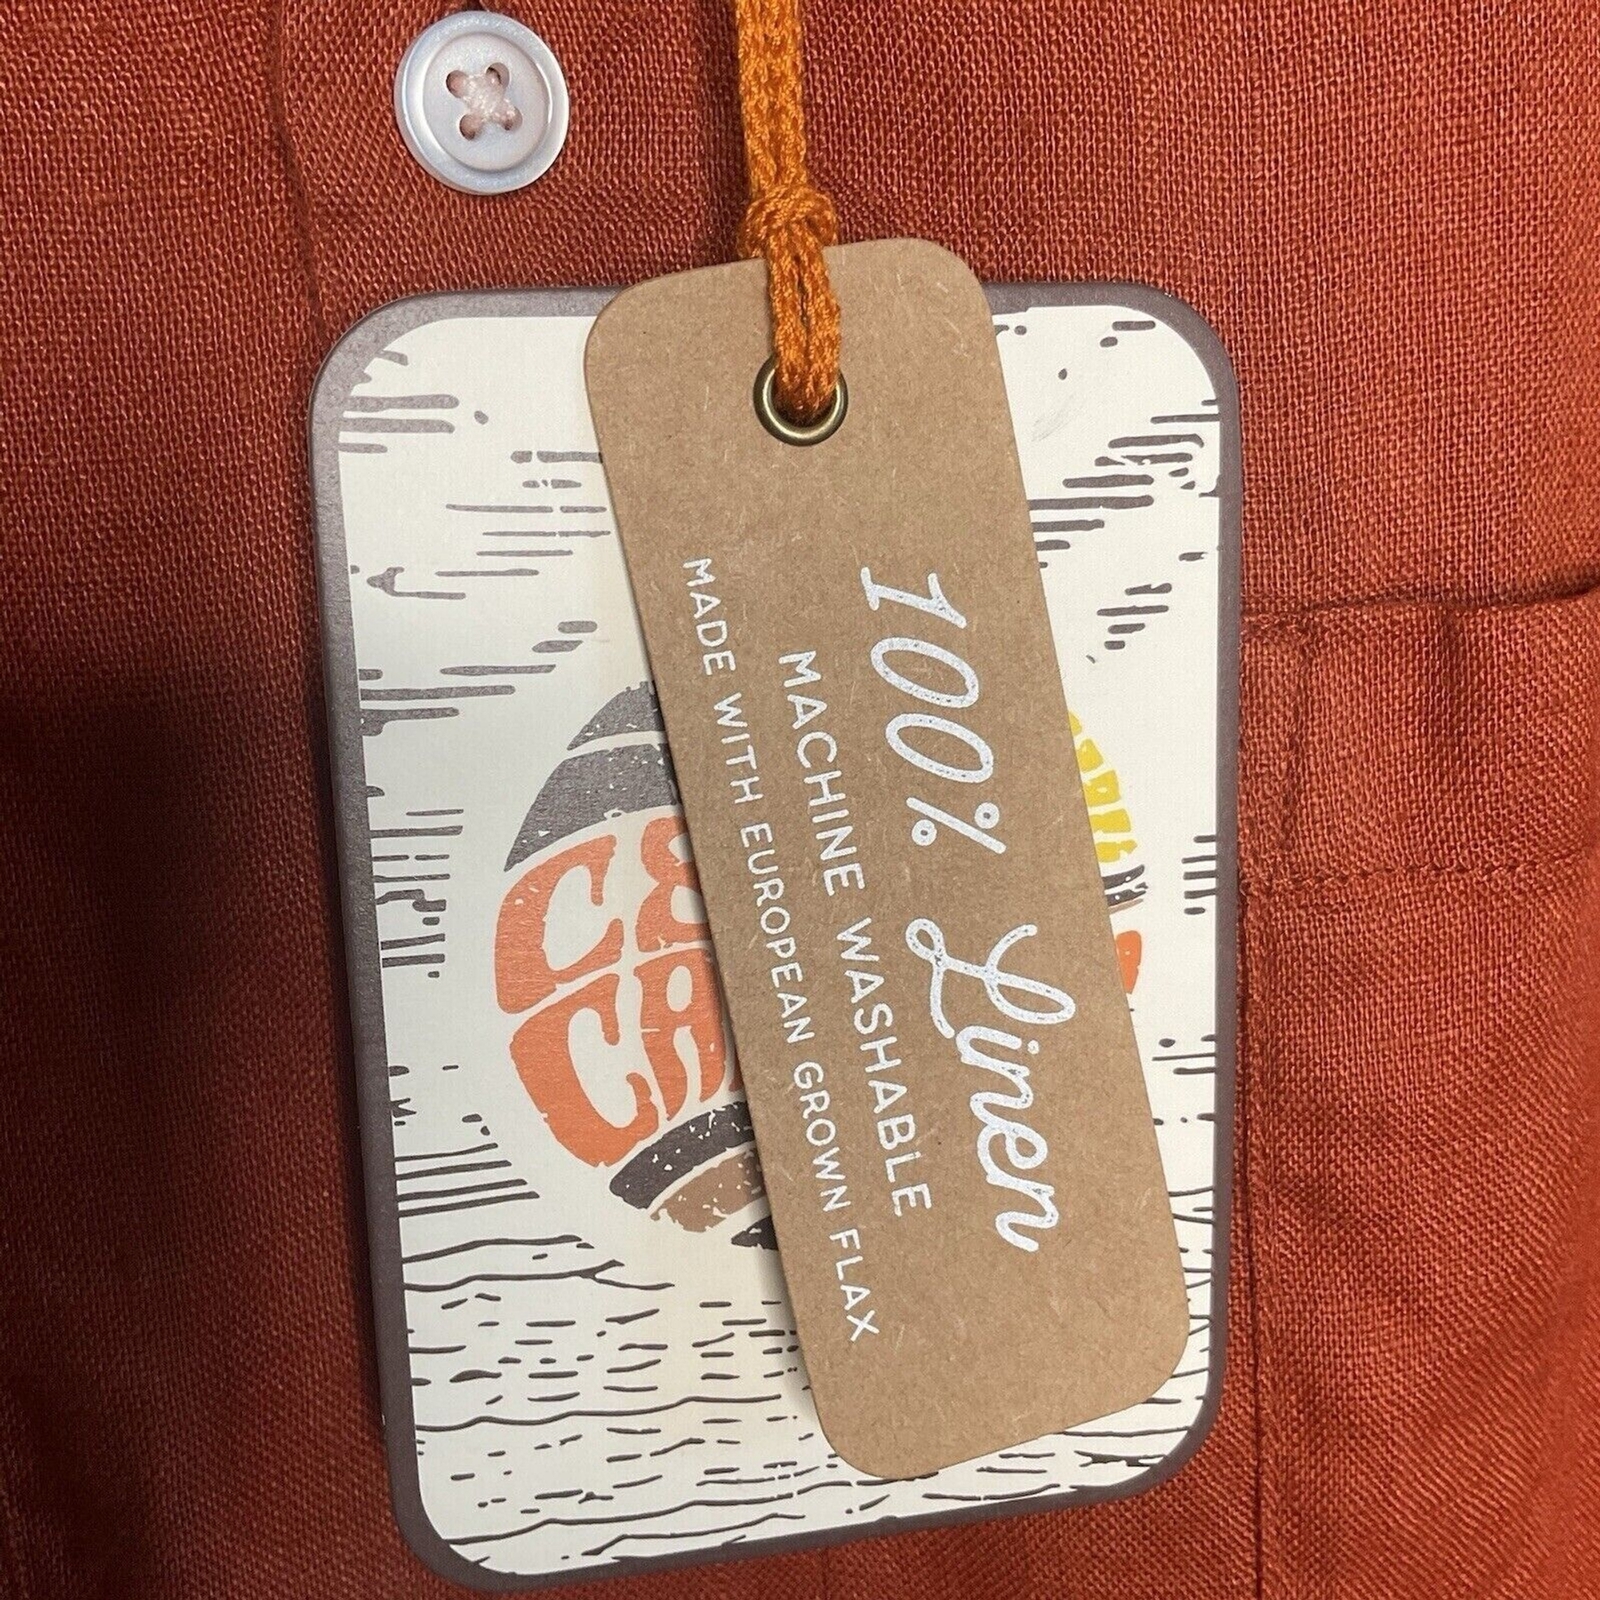 100% Linen
MACHINE WASHABLE
MADE WITH EUROPEAN GROWN FLAX